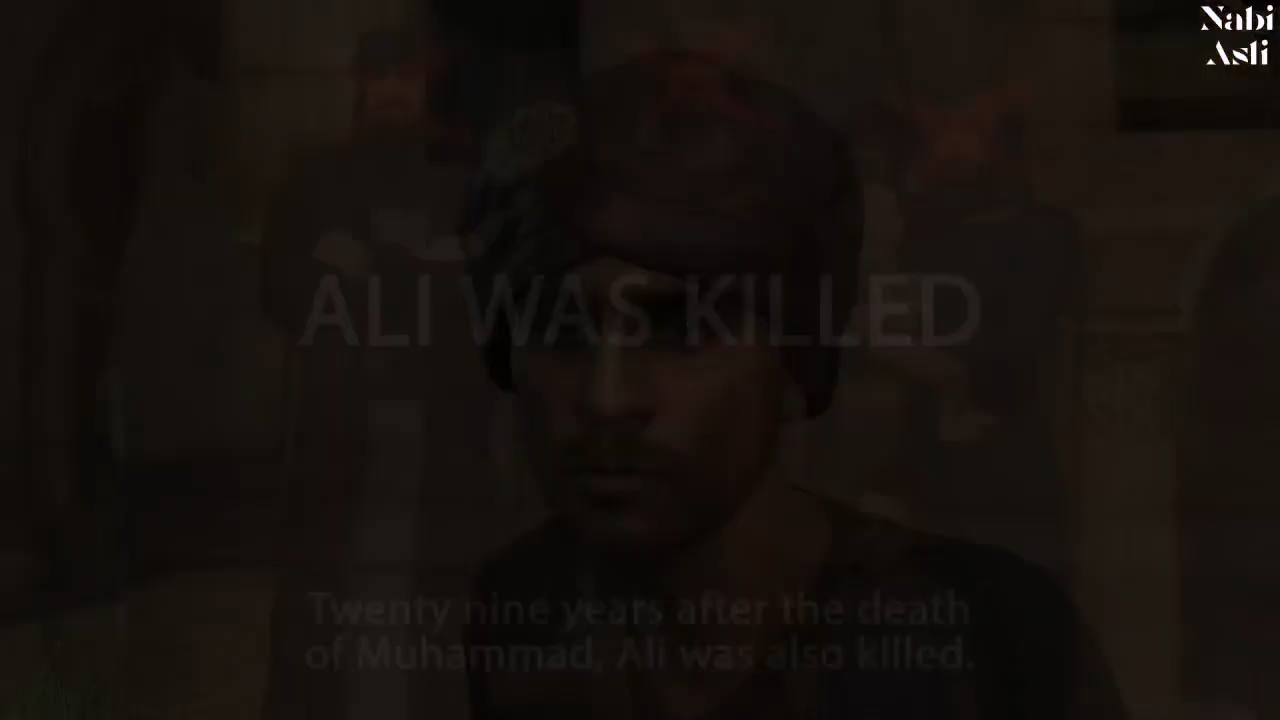 Nabi
Asli
ALI WAS KILLED
Twenty nine years after the death
of Muhammad, Ali was also killed.